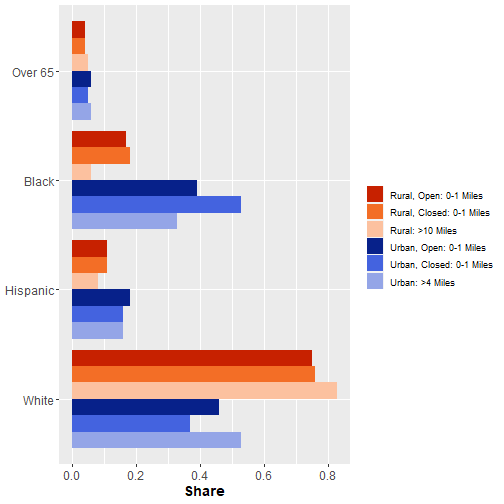 Over 65
Black
Hispanic
White
0.0 0.2 0.4 0.6 0.8
Share
Rural, Open: 0-1 Miles
Rural, Closed: 0-1 Miles
Rural: >10 Miles
Urban, Open: 0-1 Miles
Urban, Closed: 0-1 Miles
Urban: >4 Miles